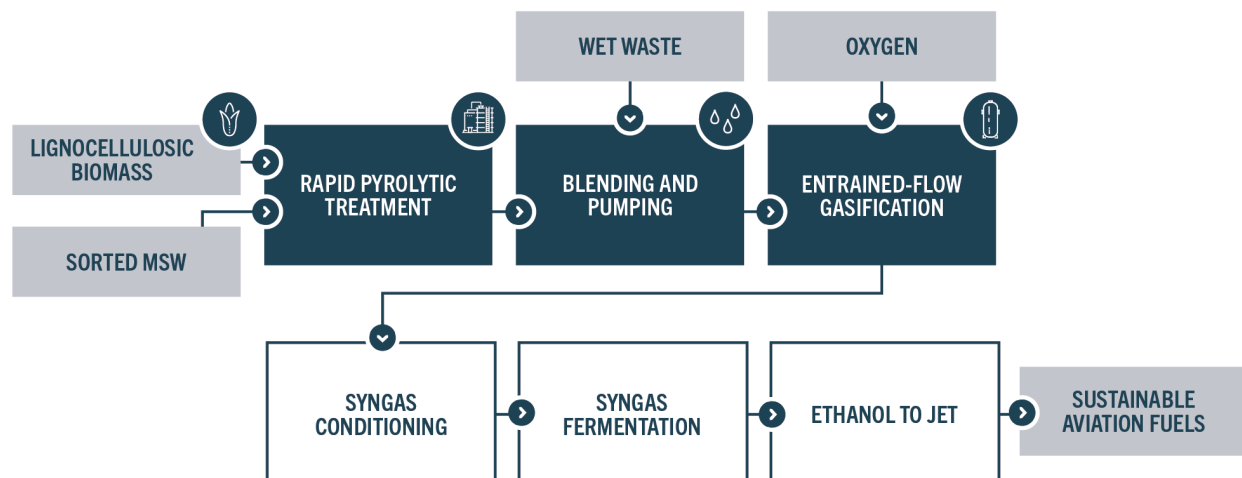 WET WASTE
OXYGEN
LIGNOCELLULOSIC
BIOMASS
RAPID PYROLYTIC
TREATMENT
BLENDING AND
PUMPING
ENTRAINED-FLOW
GASIFICATION
SORTED MSW
SYNGAS
CONDITIONING
SYNGAS
FERMENTATION
ETHANOL TO JET
SUSTAINABLE
AVIATION FUELS